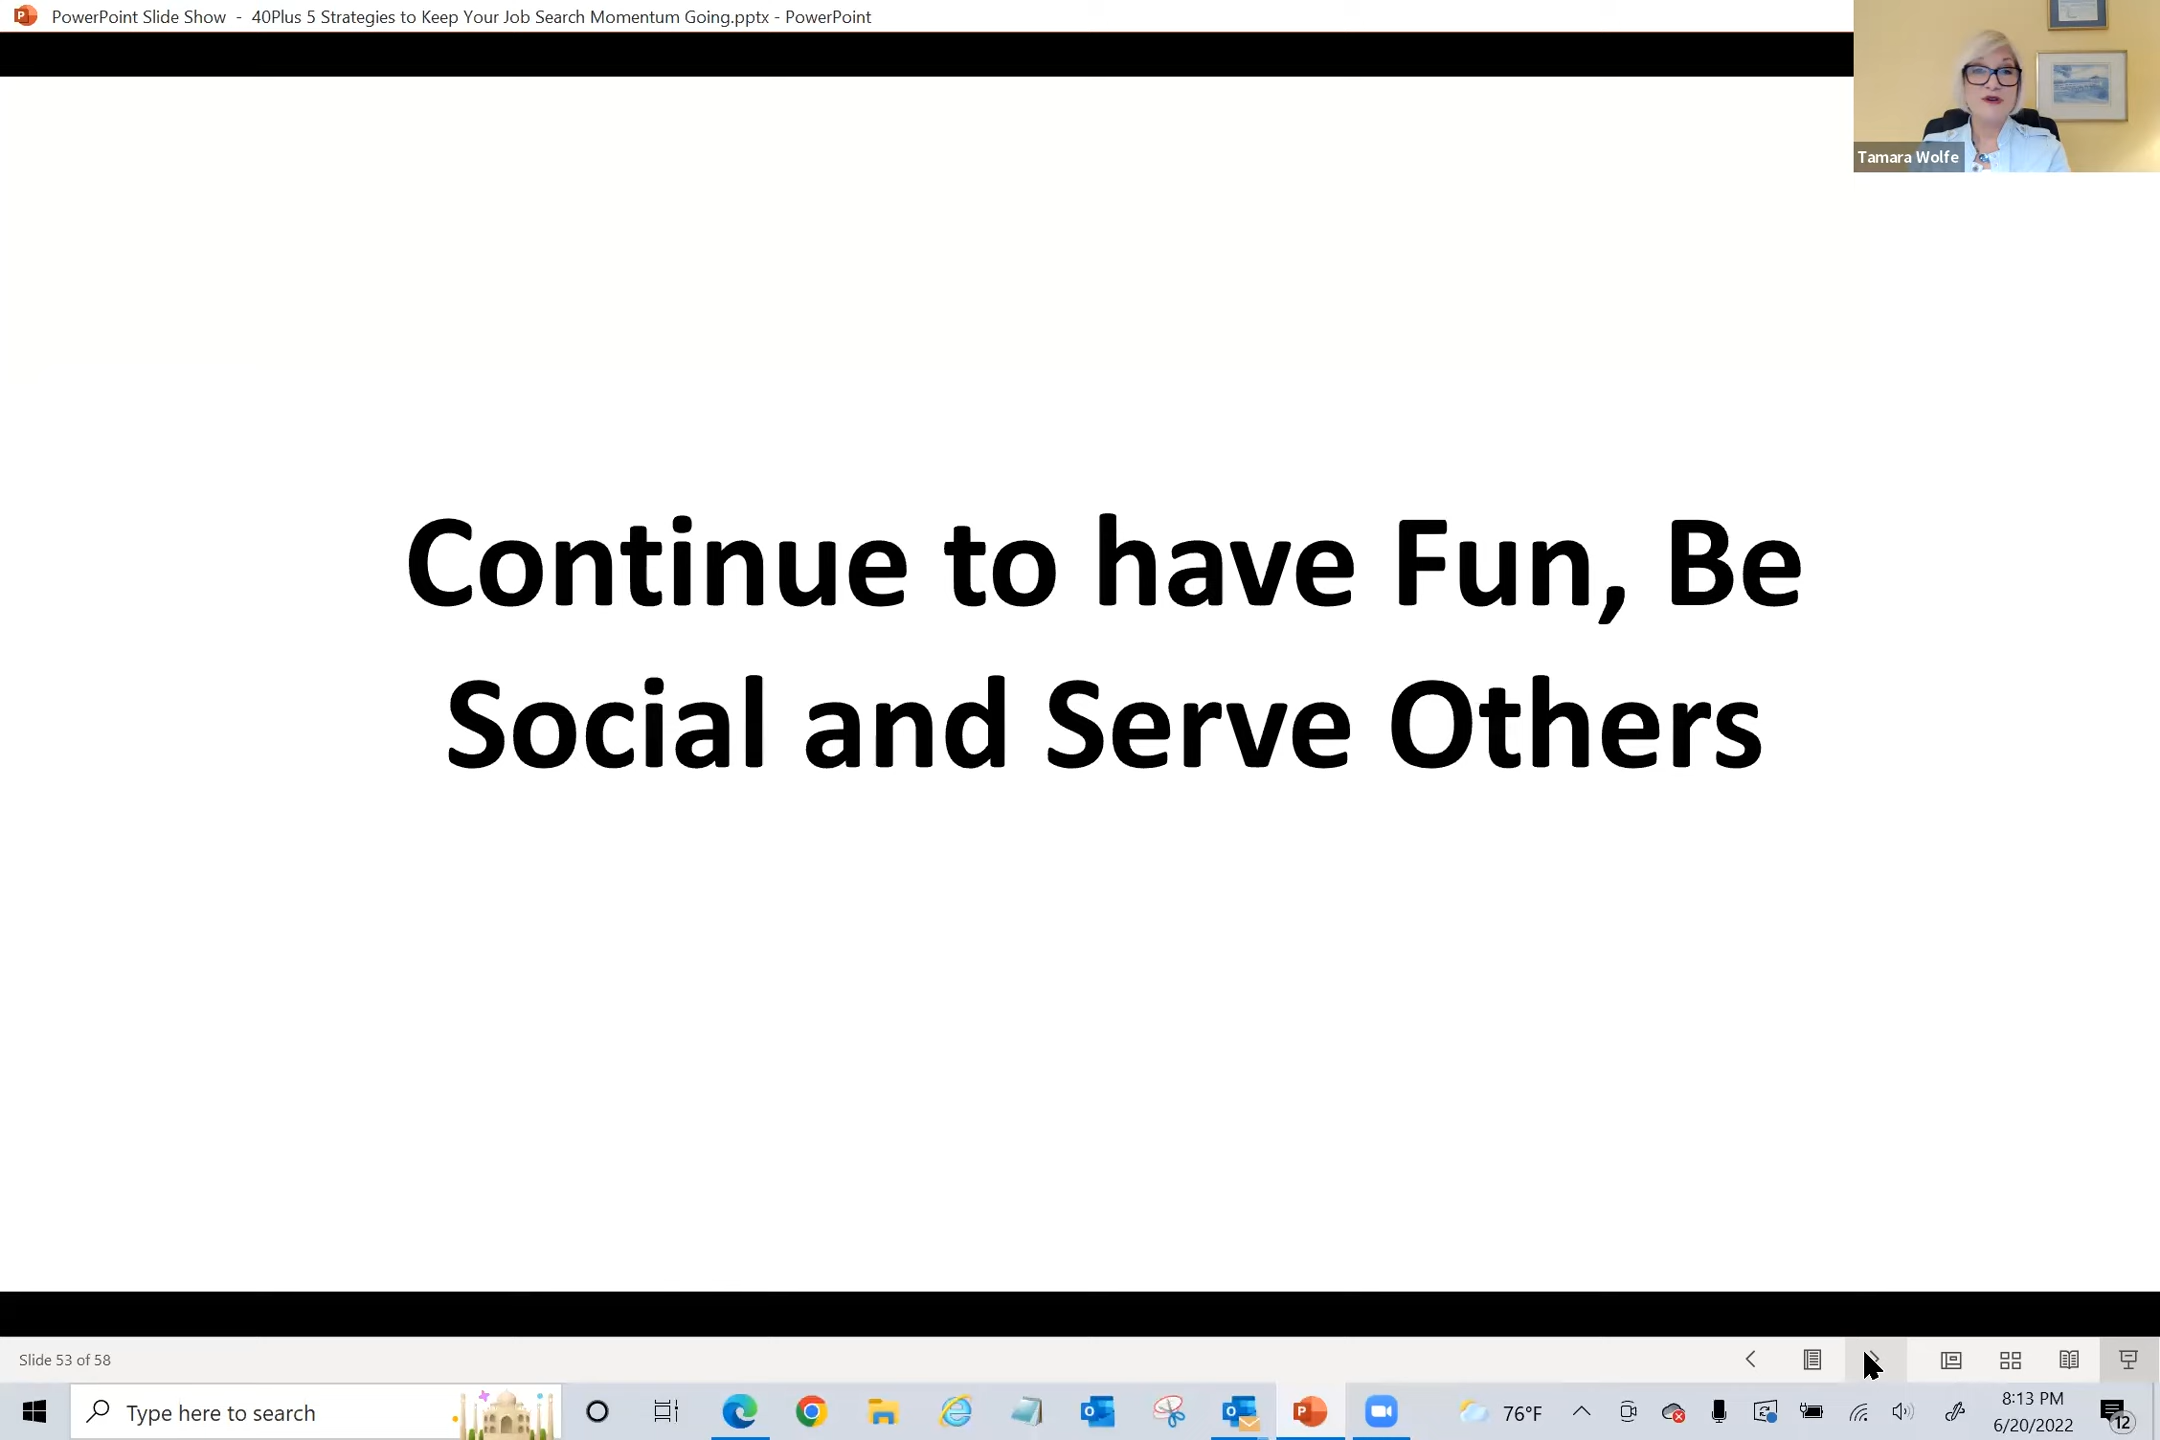 PowerPoint Slide Show - 40Plus 5 Strategies to Keep Your Job Search Momentum Going.pptx - PowerPoint
Tamara Wolfe
Continue to have Fun, Be
Social and Serve Others
Slide 53 of 58
Type here to search
76°F
8:13 PM
6/20/2022
12